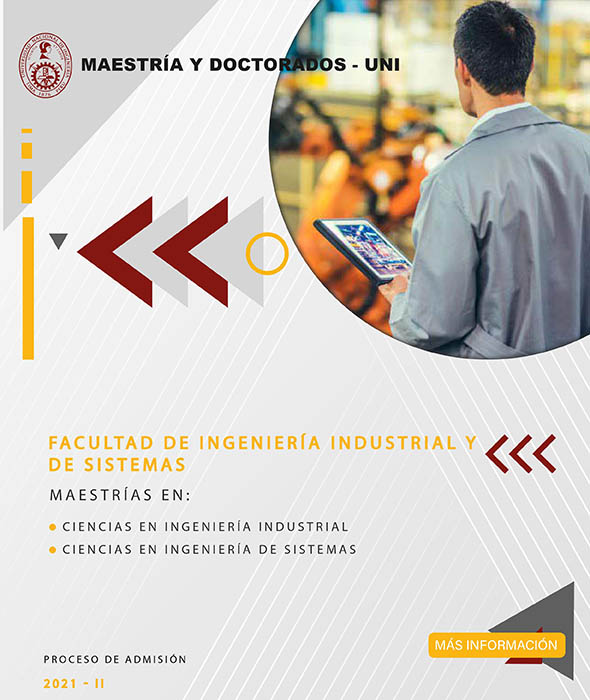 MAESTRÍA Y DOCTORADOS - UNI
FACULTAD DE INGENIERÍA INDUSTRIAL Y
DE SISTEMAS
MAESTRÍAS EN:
CIENCIAS EN INGENIERÍA INDUSTRIAL
CIENCIAS EN INGENIERÍA DE SISTEMAS
MÁS INFORMACIÓN
PROCESO DE ADMISIÓN
2021 - II